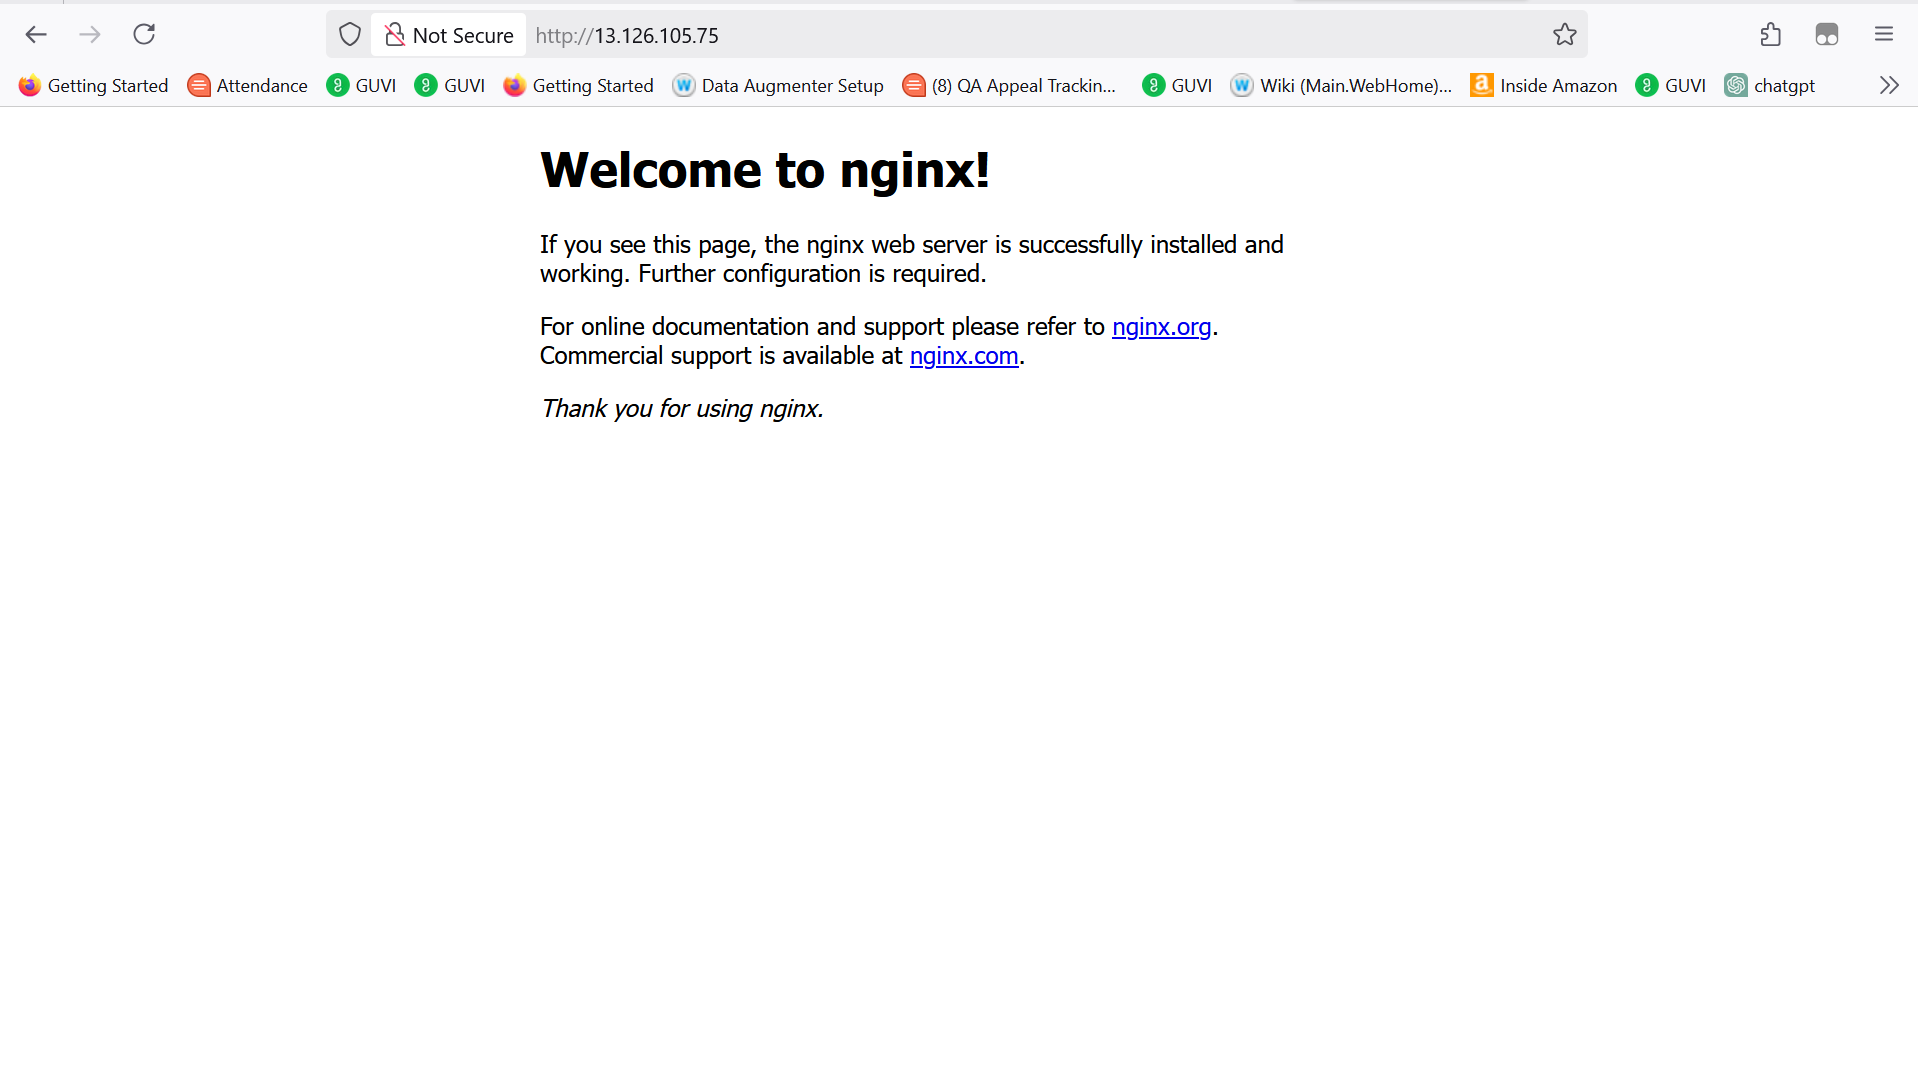 Not Secure http://13.126.105.75
Getting Started Attendance GUVI GUVI Getting Started Data Augmenter Setup (8) QA Appeal Trackin... GUVI Wiki (Main.WebHome)... Inside Amazon GUVI chatgpt
Welcome to nginx!
If you see this page, the nginx web server is successfully installed and
working. Further configuration is required.
For online documentation and support please refer to nginx.org.
Commercial support is available at nginx.com.
Thank you for using nginx.